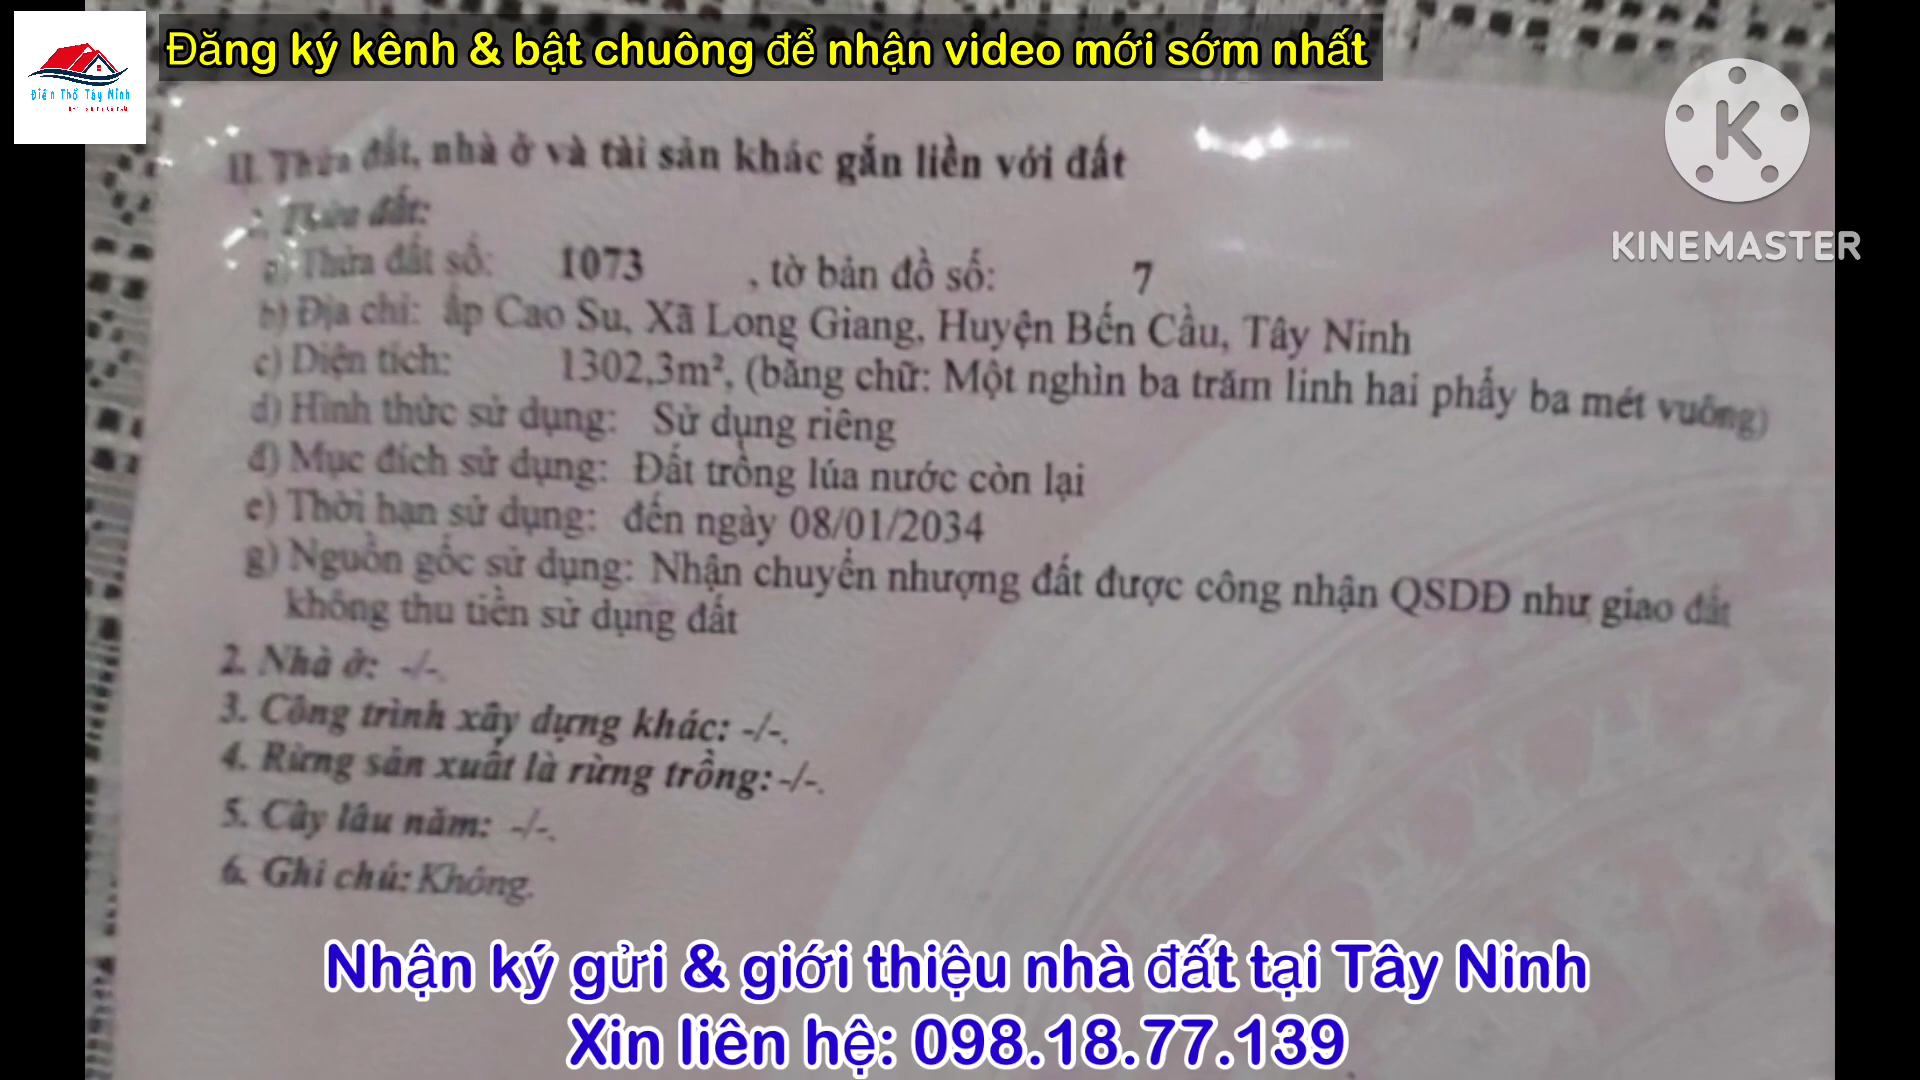 Đăng ký kênh & bật chuông để nhận video mới sớm nhất
Điền Thổ Tây Ninh
KINEMASTER
II. Thửa đất, nhà ở và tài sản khác gắn liền với đất
1. Thửa đất:
a) Thửa đất số: 1073 , tờ bản đồ số: 7
b) Địa chỉ: ấp Cao Su, Xã Long Giang, Huyện Bến Cầu, Tây Ninh
c) Diện tích: 1302,3m², (bằng chữ: Một nghìn ba trăm linh hai phẩy ba mét vuông)
d) Hình thức sử dụng: Sử dụng riêng
đ) Mục đích sử dụng: Đất trồng lúa nước còn lại
e) Thời hạn sử dụng: đến ngày 08/01/2034
g) Nguồn gốc sử dụng: Nhận chuyển nhượng đất được công nhận QSDĐ như giao đất
không thu tiền sử dụng đất
2. Nhà ở: -/-.
3. Công trình xây dựng khác: -/-.
4. Rừng sản xuất là rừng trồng: -/-.
5. Cây lâu năm: -/-.
6. Ghi chú: Không.
Nhận ký gửi & giới thiệu nhà đất tại Tây Ninh
Xin liên hệ: 098.18.77.139